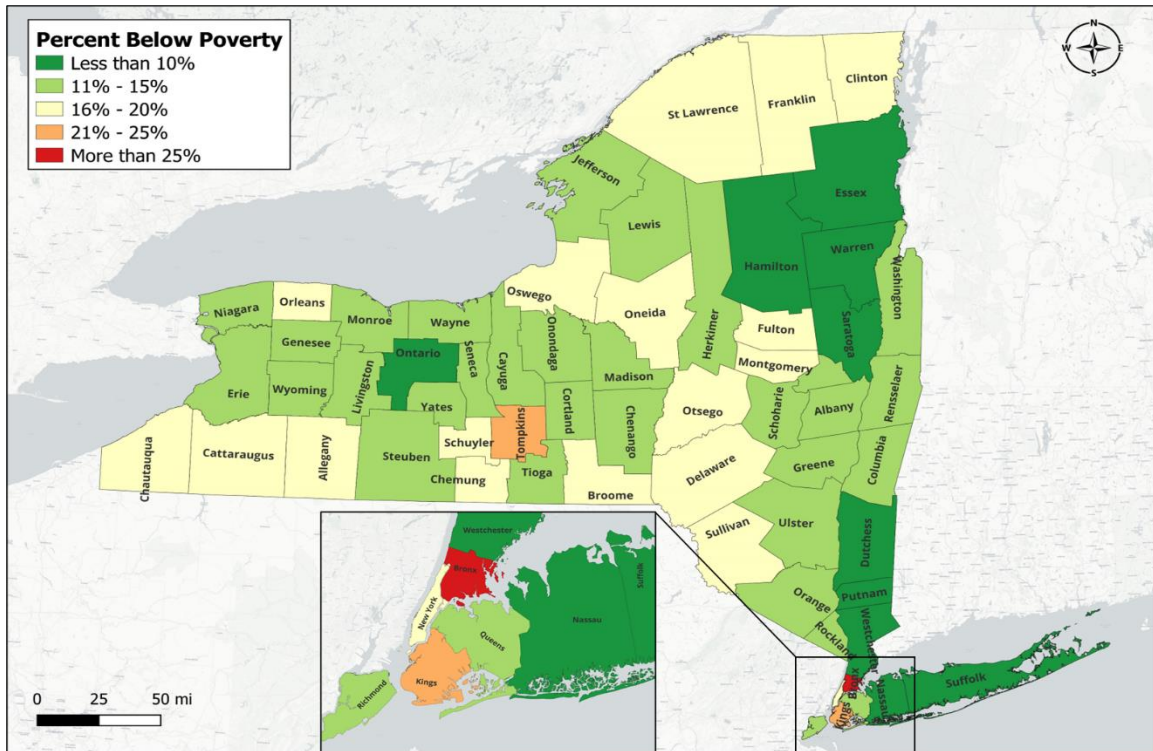 Percent Below Poverty
Less than 10%
11% - 15%
16% - 20%
21% - 25%
More than 25%
N
W
E
S
Clinton
Franklin
St Lawrence
Jefferson
Essex
Lewis
Warren
Hamilton
Washington
Oswego
Oneida
Herkimer
Saratoga
Fulton
Montgomery
Niagara
Orleans
Monroe
Wayne
Genesee
Ontario
Seneca
Cayuga
Onondaga
Madison
Erie
Wyoming
Livingston
Yates
Cortland
Chenango
Otsego
Schoharie
Albany
Rensselaer
Chautauqua
Cattaraugus
Allegany
Steuben
Schuyler
Tompkins
Chemung
Tioga
Broome
Delaware
Greene
Columbia
Sullivan
Ulster
Dutchess
Orange
Putnam
Rockland
Westchester
Bronx
Kings
Nassau
Suffolk
Westchester
Bronx
New York
Queens
Nassau
Suffolk
Kings
Richmond
0 25 50 mi